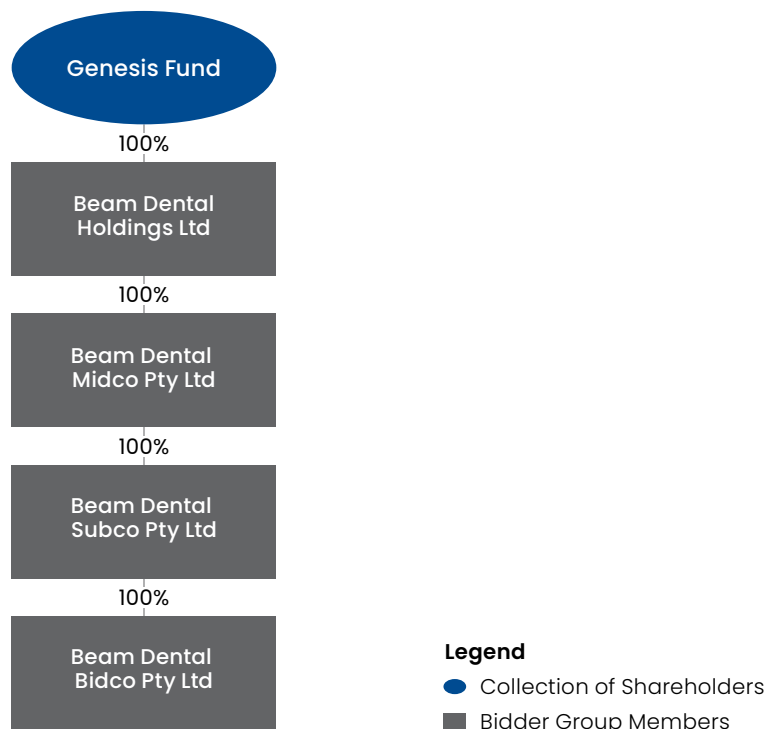 Genesis Fund
100%
Beam Dental
Holdings Ltd
100%
Beam Dental
Midco Pty Ltd
100%
Beam Dental
Subco Pty Ltd
100%
Beam Dental
Bidco Pty Ltd
Legend
Collection of Shareholders
Bidder Group Members